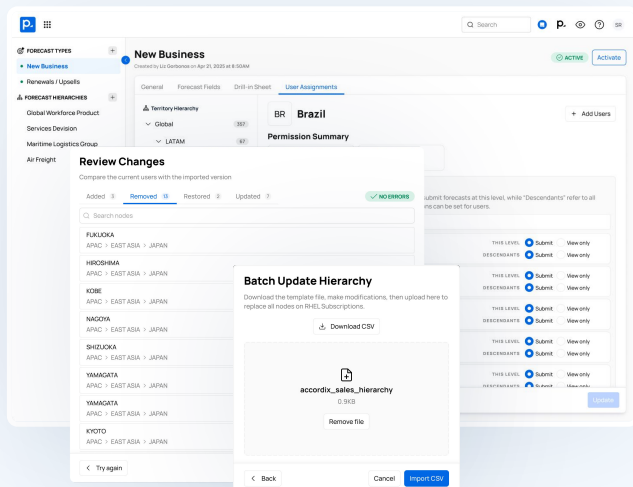 p.
Search
p.
SR
FORECAST TYPES
New Business
Renewals / Upsells
FORECAST HIERARCHIES
Global Workforce Product
Services Devision
Maritime Logistics Group
Air Freight
New Business
Created by Liz Gorbonos on Apr 21, 2025 at 8:30AM
ACTIVE
Activate
General Forecast Fields Drill-in Sheet User Assignments
Territory Hierarchy
Global 357
LATAM 67
BR Brazil
+ Add Users
Permission Summary
submit forecasts at this level, while "Descendants" refer to all
ns can be set for users.
THIS LEVEL Submit View only
DESCENDANTS Submit View only
THIS LEVEL Submit View only
DESCENDANTS Submit View only
THIS LEVEL Submit View only
DESCENDANTS Submit View only
THIS LEVEL Submit View only
DESCENDANTS Submit View only
THIS LEVEL Submit View only
DESCENDANTS Submit View only
Update
Review Changes
Compare the current users with the imported version
Added Removed 13 Restored Updated
NO ERRORS
Search nodes
FUKUOKA
APAC > EAST ASIA > JAPAN
HIROSHIMA
APAC > EAST ASIA > JAPAN
KOBE
APAC > EAST ASIA > JAPAN
NAGOYA
APAC > EAST ASIA > JAPAN
SHIZUOKA
APAC > EAST ASIA > JAPAN
YAMAGATA
APAC > EAST ASIA > JAPAN
YAMAGATA
APAC > EAST ASIA > JAPAN
KYOTO
APAC > EAST ASIA > JAPAN
< Try again
Batch Update Hierarchy
Download the template file, make modifications, then upload here to
replace all nodes on RHEL Subscriptions.
Download CSV
accordix_sales_hierarchy
0.9KB
Remove file
< Back
Cancel
Import CSV